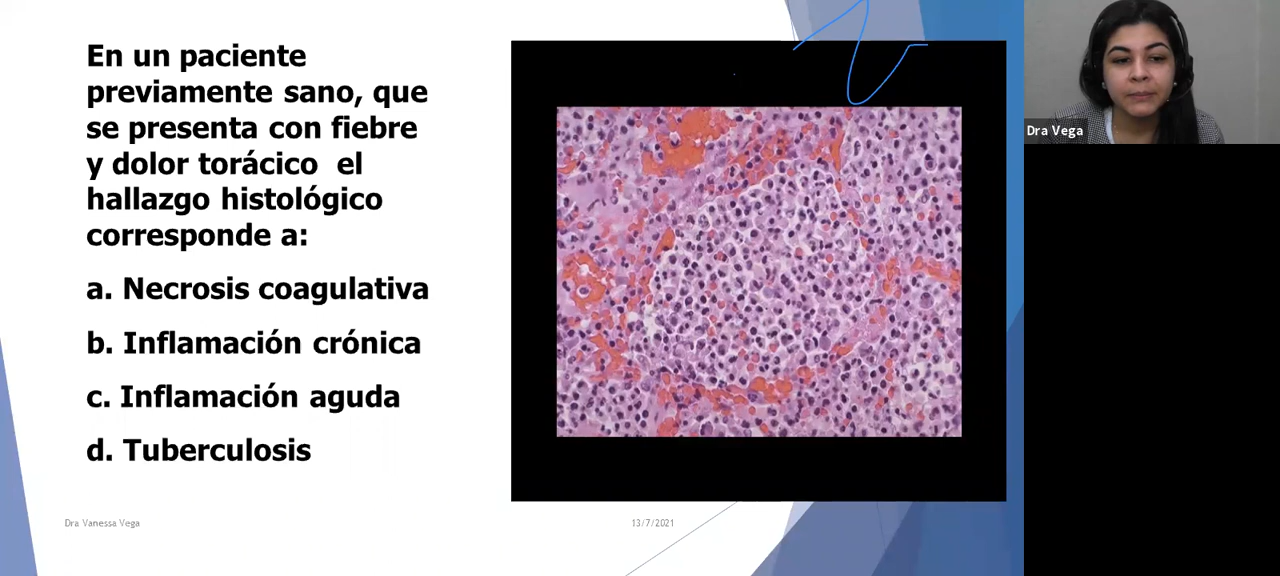 En un paciente
previamente sano, que
se presenta con fiebre
y dolor torácico el
hallazgo histológico
corresponde a:
a. Necrosis coagulativa
b. Inflamación crónica
c. Inflamación aguda
d. Tuberculosis
Dra Vanessa Vega
13/7/2021
Dra Vega